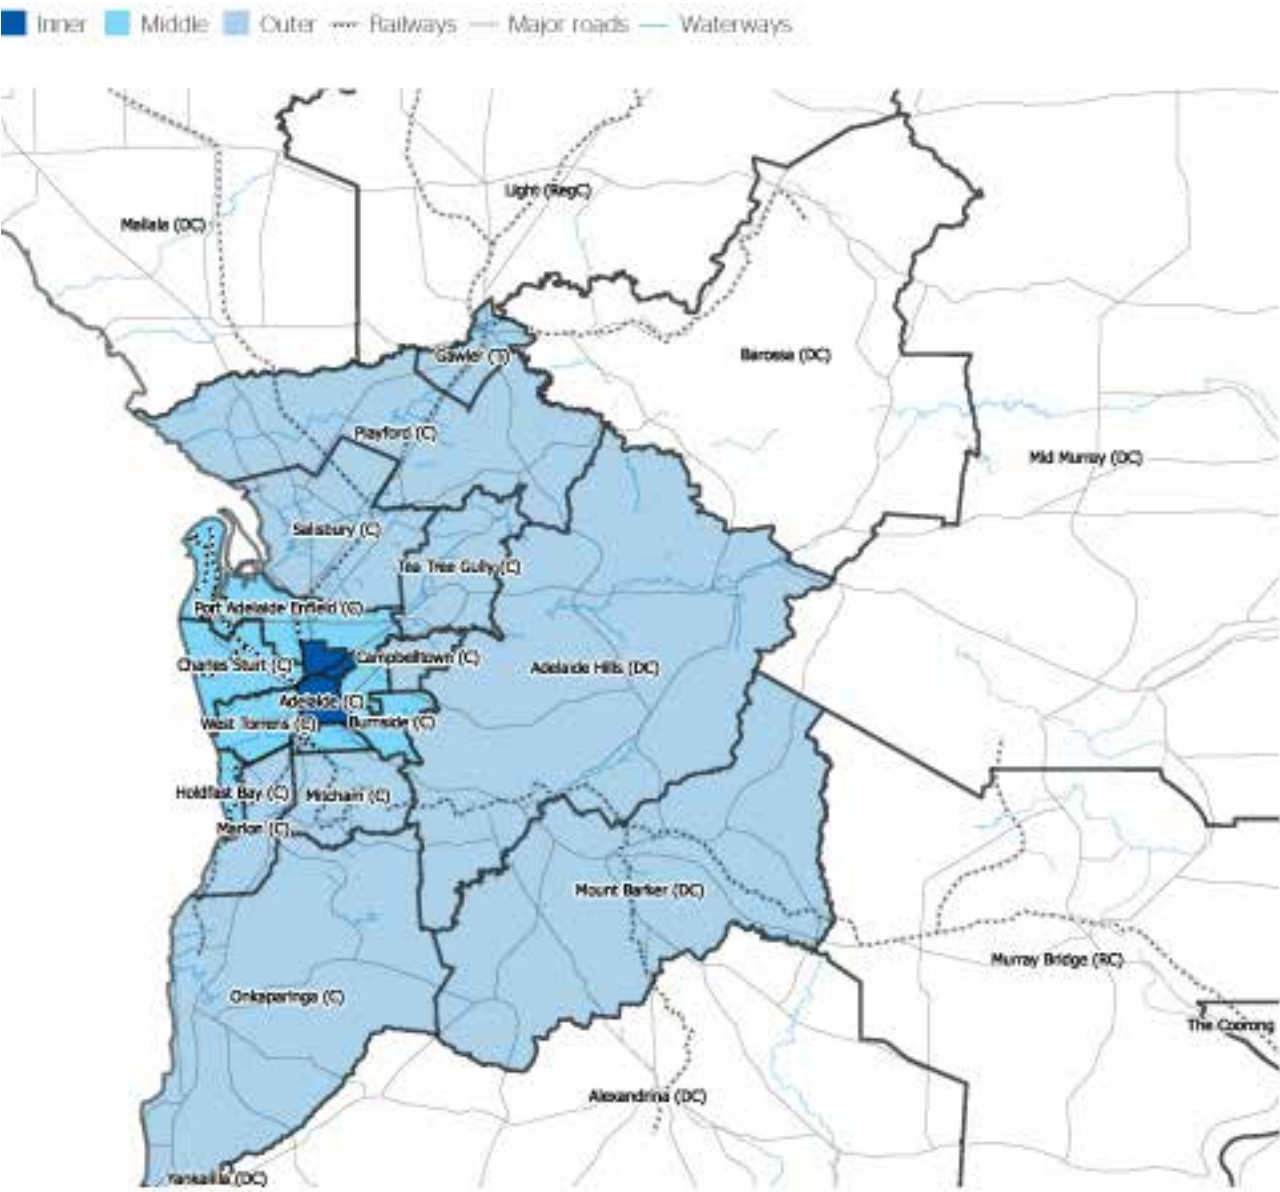 Inner Middle Outer Railways Major roads Waterways
Light (RegC)
Mallala (DC)
Gawler (T)
Barossa (DC)
Playford (C)
Mid Murray (DC)
Salisbury (C)
Tea Tree Gully (C)
Port Adelaide Enfield (C)
Charles Sturt (C)
Campbelltown (C)
Adelaide Hills (DC)
Adelaide (C)
West Torrens (C)
Burnside (C)
Holdfast Bay (C)
Mitcham (C)
Marion (C)
Mount Barker (DC)
Murray Bridge (RC)
Onkaparinga (C)
The Coorong
Alexandrina (DC)
Yankalilla (DC)